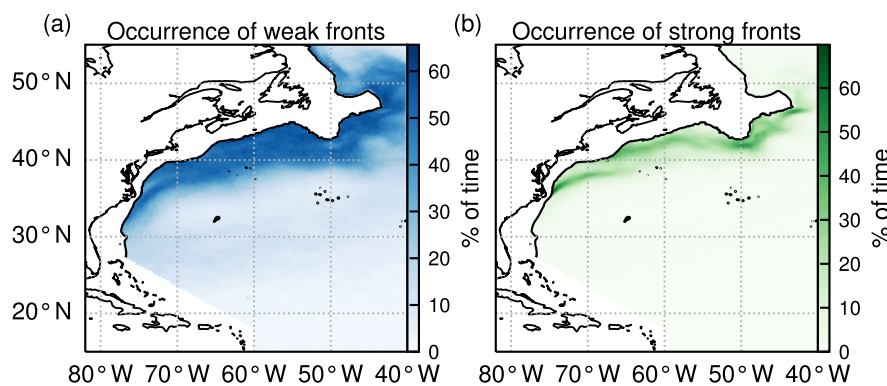 (a) Occurrence of weak fronts
50°N
40°N
30°N
20°N
80°W 70°W 60°W 50°W 40°W
60
50
40
30
20
10
0
% of time
(b) Occurrence of strong fronts
80°W 70°W 60°W 50°W 40°W
60
50
40
30
20
10
0
% of time